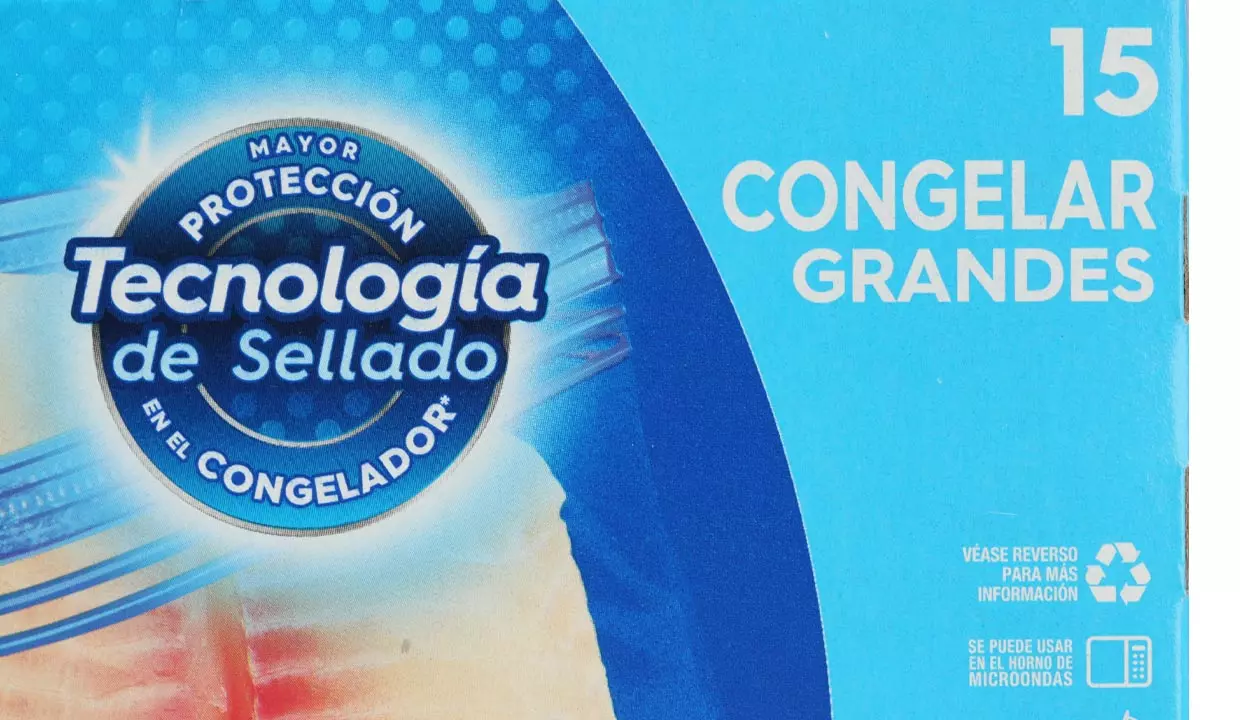 MAYOR
PROTECCIÓN
Tecnología
de Sellado
EN EL CONGELADOR*
15
CONGELAR
GRANDES
VÉASE REVERSO
PARA MÁS
INFORMACIÓN
SE PUEDE USAR
EN EL HORNO DE
MICROONDAS